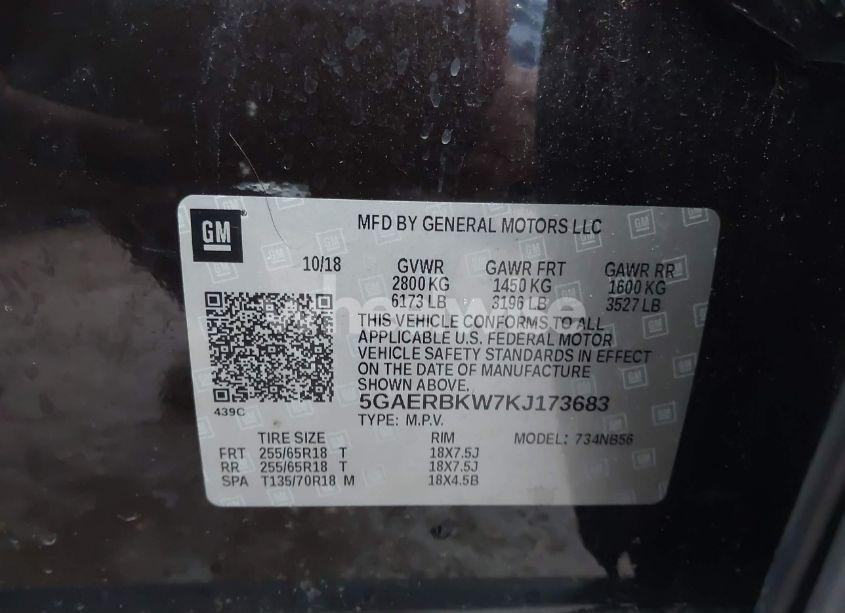 GM
MFD BY GENERAL MOTORS LLC
10/18 GVWR GAWR FRT GAWR RR
2800 KG 1450 KG 1600 KG
6173 LB 3196 LB 3527 LB
THIS VEHICLE CONFORMS TO ALL
APPLICABLE U.S. FEDERAL MOTOR
VEHICLE SAFETY STANDARDS IN EFFECT
ON THE DATE OF MANUFACTURE
SHOWN ABOVE.
439C
5GAERBKW7KJ173683
TYPE: M.P.V.
TIRE SIZE RIM MODEL: 734NB56
FRT 255/65R18 T 18X7.5J
RR 255/65R18 T 18X7.5J
SPA T135/70R18 M 18X4.5B